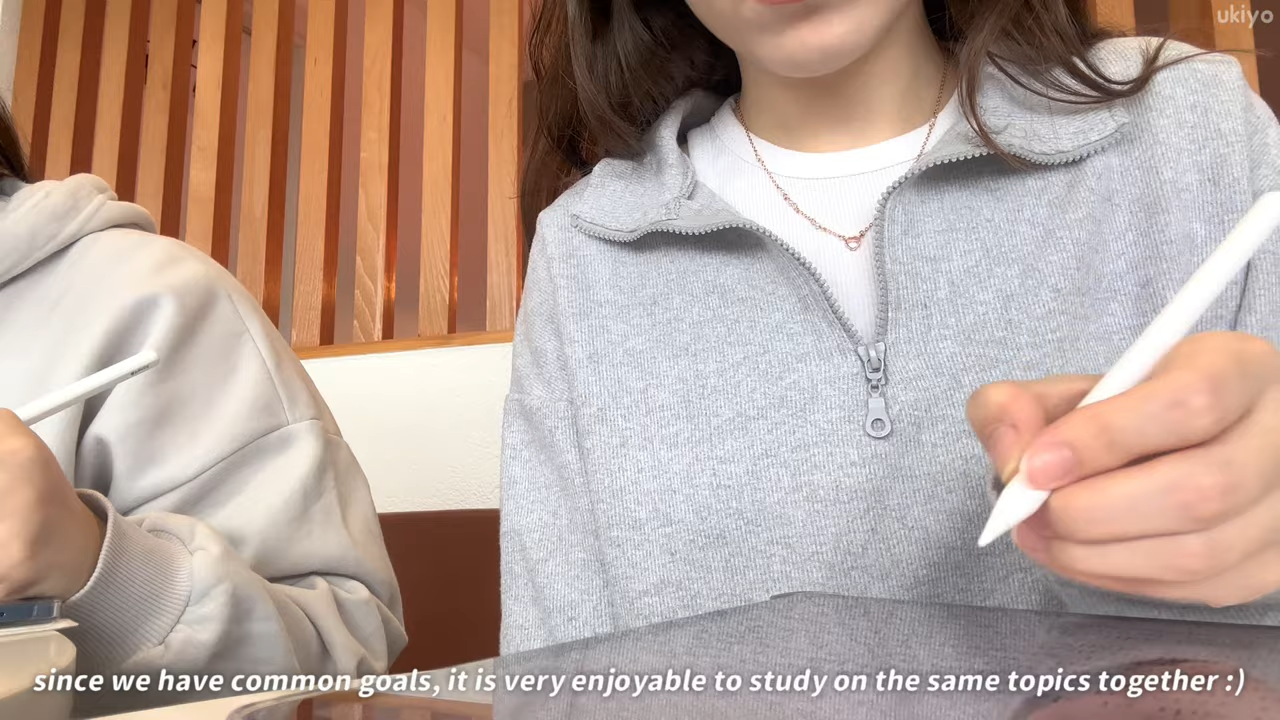 ukiyo
since we have common goals, it is very enjoyable to study on the same topics together :)